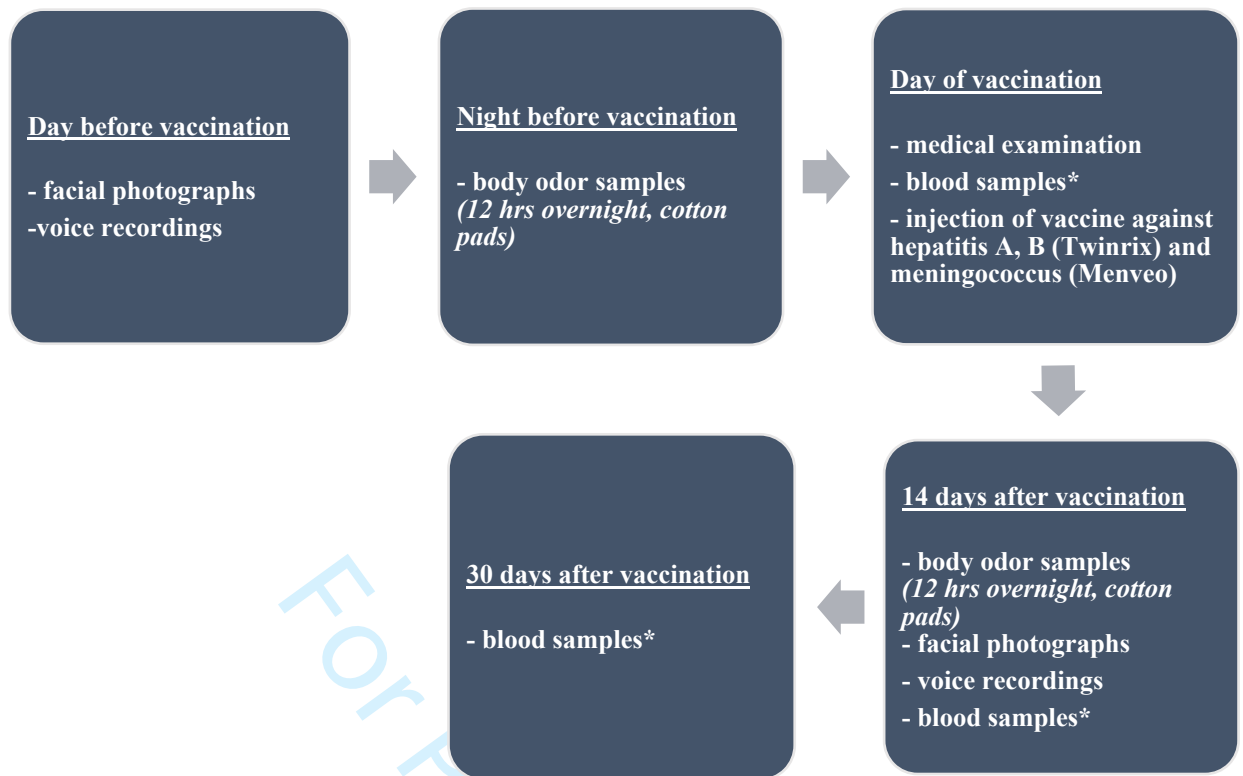 Day before vaccination
- facial photographs
-voice recordings
Night before vaccination
- body odor samples
(12 hrs overnight, cotton
pads)
Day of vaccination
- medical examination
- blood samples*
- injection of vaccine against
hepatitis A, B (Twinrix) and
meningococcus (Menveo)
14 days after vaccination
- body odor samples
(12 hrs overnight, cotton
pads)
- facial photographs
- voice recordings
- blood samples*
30 days after vaccination
- blood samples*
For